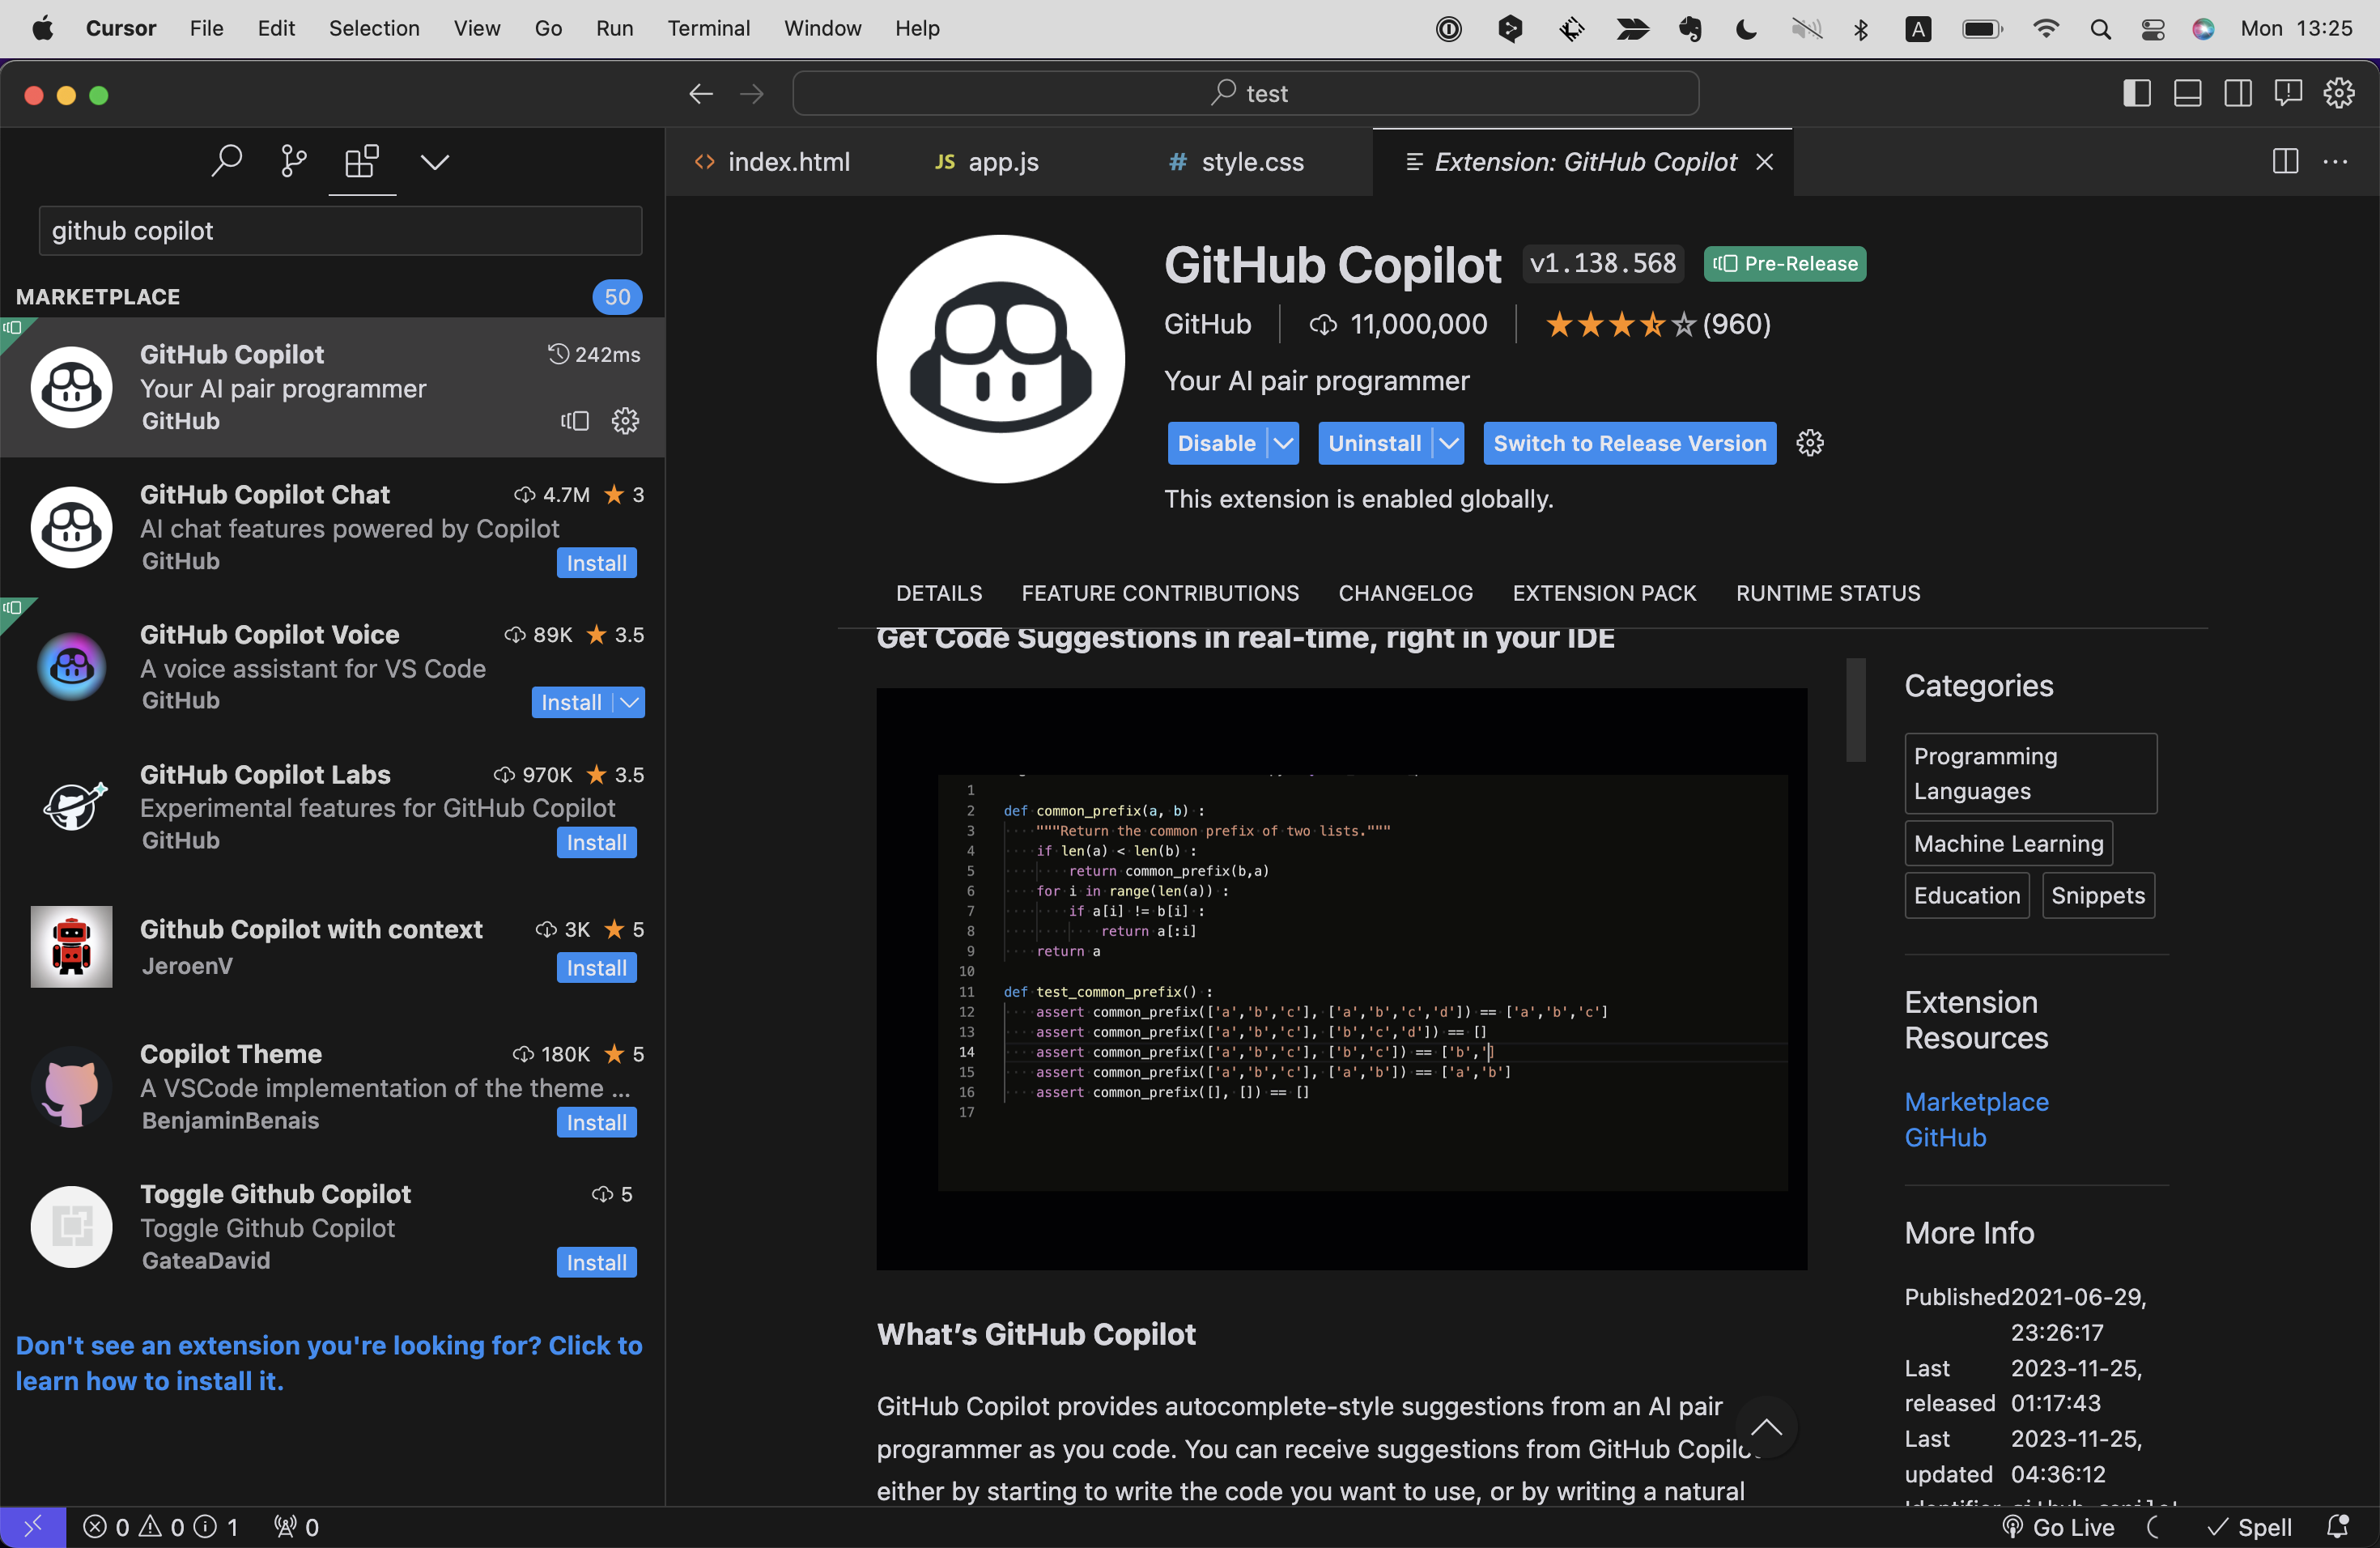 Cursor File Edit Selection View Go Run Terminal Window Help A Mon 13:25
test
index.html JS app.js # style.css Extension: GitHub Copilot
github copilot
MARKETPLACE 50
GitHub Copilot 242ms
Your AI pair programmer
GitHub
GitHub Copilot Chat 4.7M ★ 3
AI chat features powered by Copilot
GitHub Install
GitHub Copilot Voice 89K ★ 3.5
A voice assistant for VS Code
GitHub Install
GitHub Copilot Labs 970K ★ 3.5
Experimental features for GitHub Copilot
GitHub Install
Github Copilot with context 3K ★ 5
JeroenV Install
Copilot Theme 180K ★ 5
A VSCode implementation of the theme ...
BenjaminBenais Install
Toggle Github Copilot 5
Toggle Github Copilot
GateaDavid Install
Don't see an extension you're looking for? Click to
learn how to install it.
GitHub Copilot v1.138.568 Pre-Release
GitHub 11,000,000 (960)
Your AI pair programmer
Disable Uninstall Switch to Release Version
This extension is enabled globally.
DETAILS FEATURE CONTRIBUTIONS CHANGELOG EXTENSION PACK RUNTIME STATUS
Get Code Suggestions in real-time, right in your IDE
1
2 def common_prefix(a, b) :
3 """Return the common prefix of two lists."""
4 if len(a) < len(b) :
5 return common_prefix(b,a)
6 for i in range(len(a)) :
7 if a[i] != b[i] :
8 return a[:i]
9 return a
10
11 def test_common_prefix() :
12 assert common_prefix(['a','b','c'], ['a','b','c','d']) == ['a','b','c']
13 assert common_prefix(['a','b','c'], ['b','c','d']) == []
14 assert common_prefix(['a','b','c'], ['b','c']) == ['b',']
15 assert common_prefix(['a','b','c'], ['a','b']) == ['a','b']
16 assert common_prefix([], []) == []
17
What's GitHub Copilot
GitHub Copilot provides autocomplete-style suggestions from an AI pair
programmer as you code. You can receive suggestions from GitHub Copilot
either by starting to write the code you want to use, or by writing a natural
Categories
Programming
Languages
Machine Learning
Education Snippets
Extension
Resources
Marketplace
GitHub
More Info
Published 2021-06-29,
23:26:17
Last 2023-11-25,
released 01:17:43
Last 2023-11-25,
updated 04:36:12
Identifier github.copilot
0 0 1 0 Go Live Spell